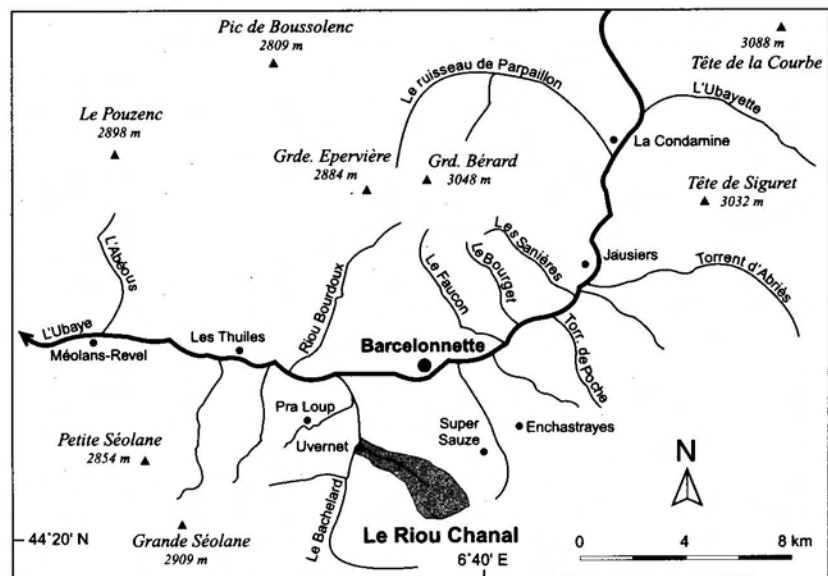 Pic de Boussolenc
2809 m
3088 m
Tête de la Courbe
Le ruisseau de Parpaillon
L'Ubayette
Le Pouzenc
2898 m
La Condamine
Grde. Epervière
2884 m
Grd. Bérard
3048 m
Tête de Siguret
3032 m
L'Abéous
Riou Bourdoux
Le Faucon
Le Bourget
Les Sanières
Jausiers
Torrent d'Abriès
L'Ubaye
Méolans-Revel
Les Thuiles
Barcelonnette
Torr. de Poche
Pra Loup
Uvernet
Super
Sauze
Enchastrayes
Petite Séolane
2854 m
Le Bachelard
N
44°20' N
Grande Séolane
2909 m
Le Riou Chanal
6°40' E
0 4 8 km